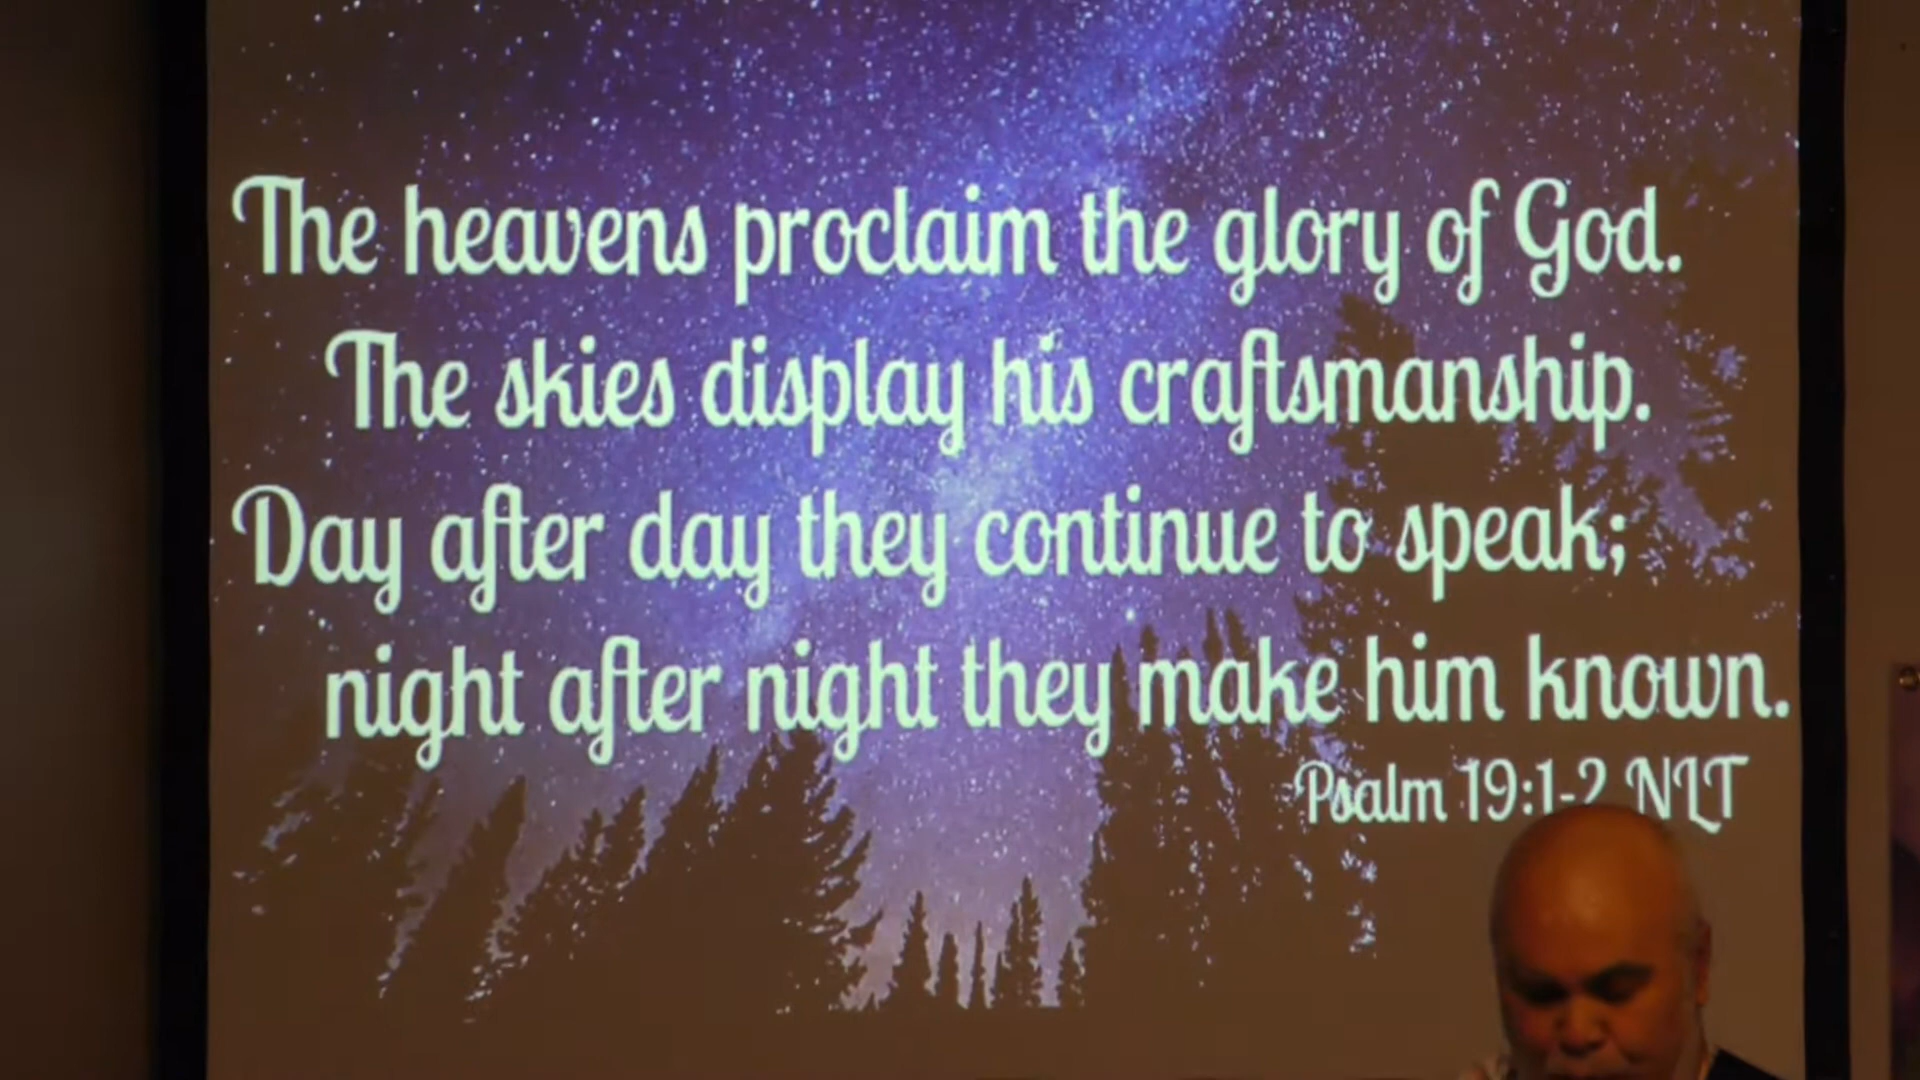 The heavens proclaim the glory of God.
The skies display his craftsmanship.
Day after day they continue to speak;
night after night they make him known.
Psalm 19:1-2 NLT